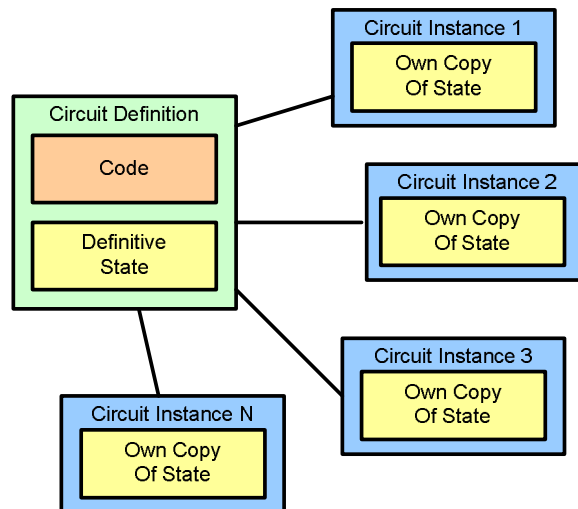 Circuit Definition
Code
Definitive
State
Circuit Instance 1
Own Copy
Of State
Circuit Instance 2
Own Copy
Of State
Circuit Instance 3
Own Copy
Of State
Circuit Instance N
Own Copy
Of State